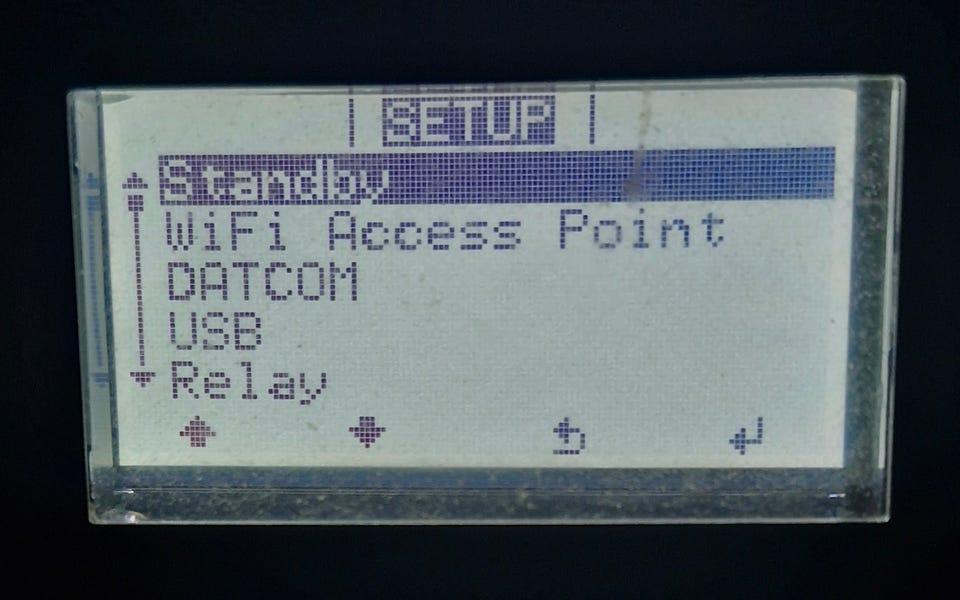 SETUP
Standby
WiFi Access Point
DATCOM
USB
Relay